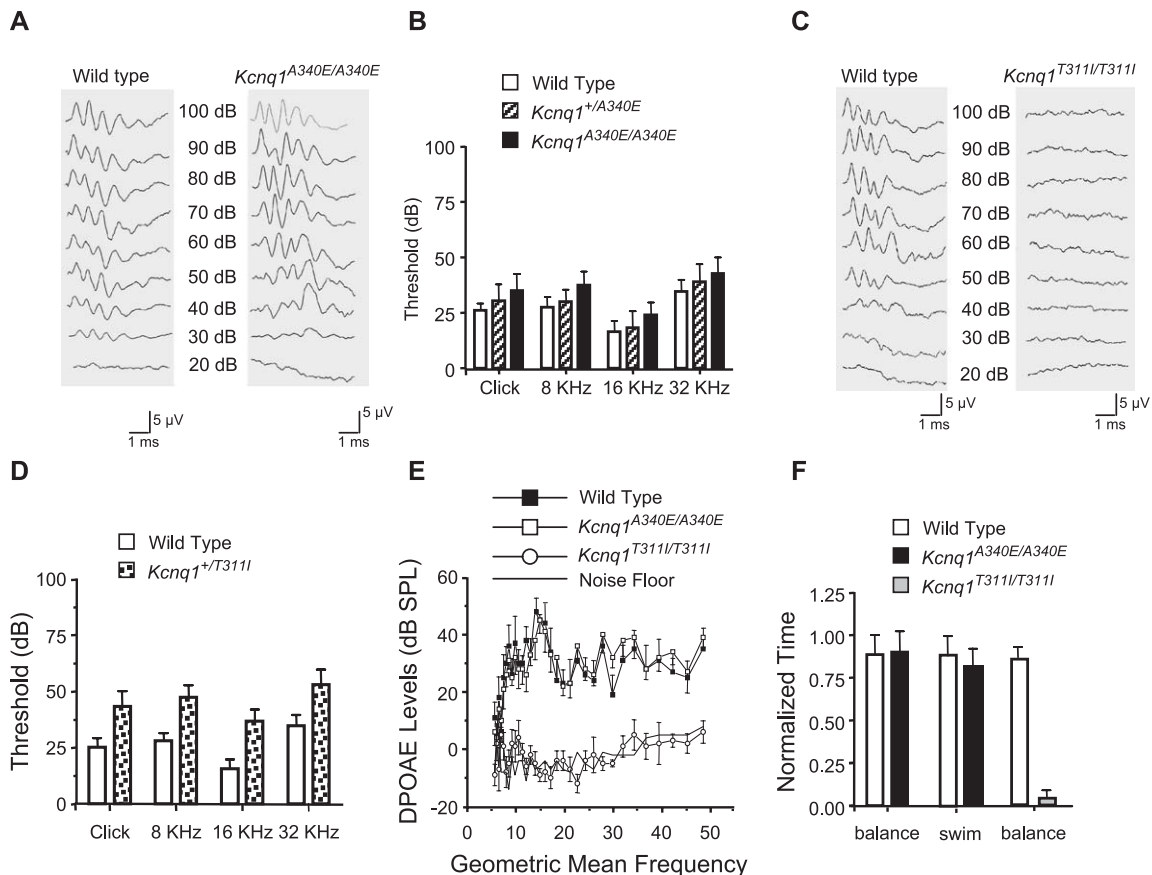 A
Wild type
Kcnq1A340E/A340E
100 dB
90 dB
80 dB
70 dB
60 dB
50 dB
40 dB
30 dB
20 dB
5 µV
1 ms
5 µV
1 ms
B
Wild Type
Kcnq1+/A340E
Kcnq1A340E/A340E
Threshold (dB)
100
75
50
25
0
Click 8 KHz 16 KHz 32 KHz
C
Wild type
Kcnq1T311I/T311I
100 dB
90 dB
80 dB
70 dB
60 dB
50 dB
40 dB
30 dB
20 dB
5 µV
1 ms
5 µV
1 ms
D
Wild Type
Kcnq1+/T311I
Threshold (dB)
100
75
50
25
0
Click 8 KHz 16 KHz 32 KHz
E
Wild Type
Kcnq1A340E/A340E
Kcnq1T311I/T311I
Noise Floor
DPOAE Levels (dB SPL)
60
40
20
0
-20
0 10 20 30 40 50
Geometric Mean Frequency
F
Wild Type
Kcnq1A340E/A340E
Kcnq1T311I/T311I
Normalized Time
1.25
1.00
0.75
0.50
0.25
0.00
balance swim balance